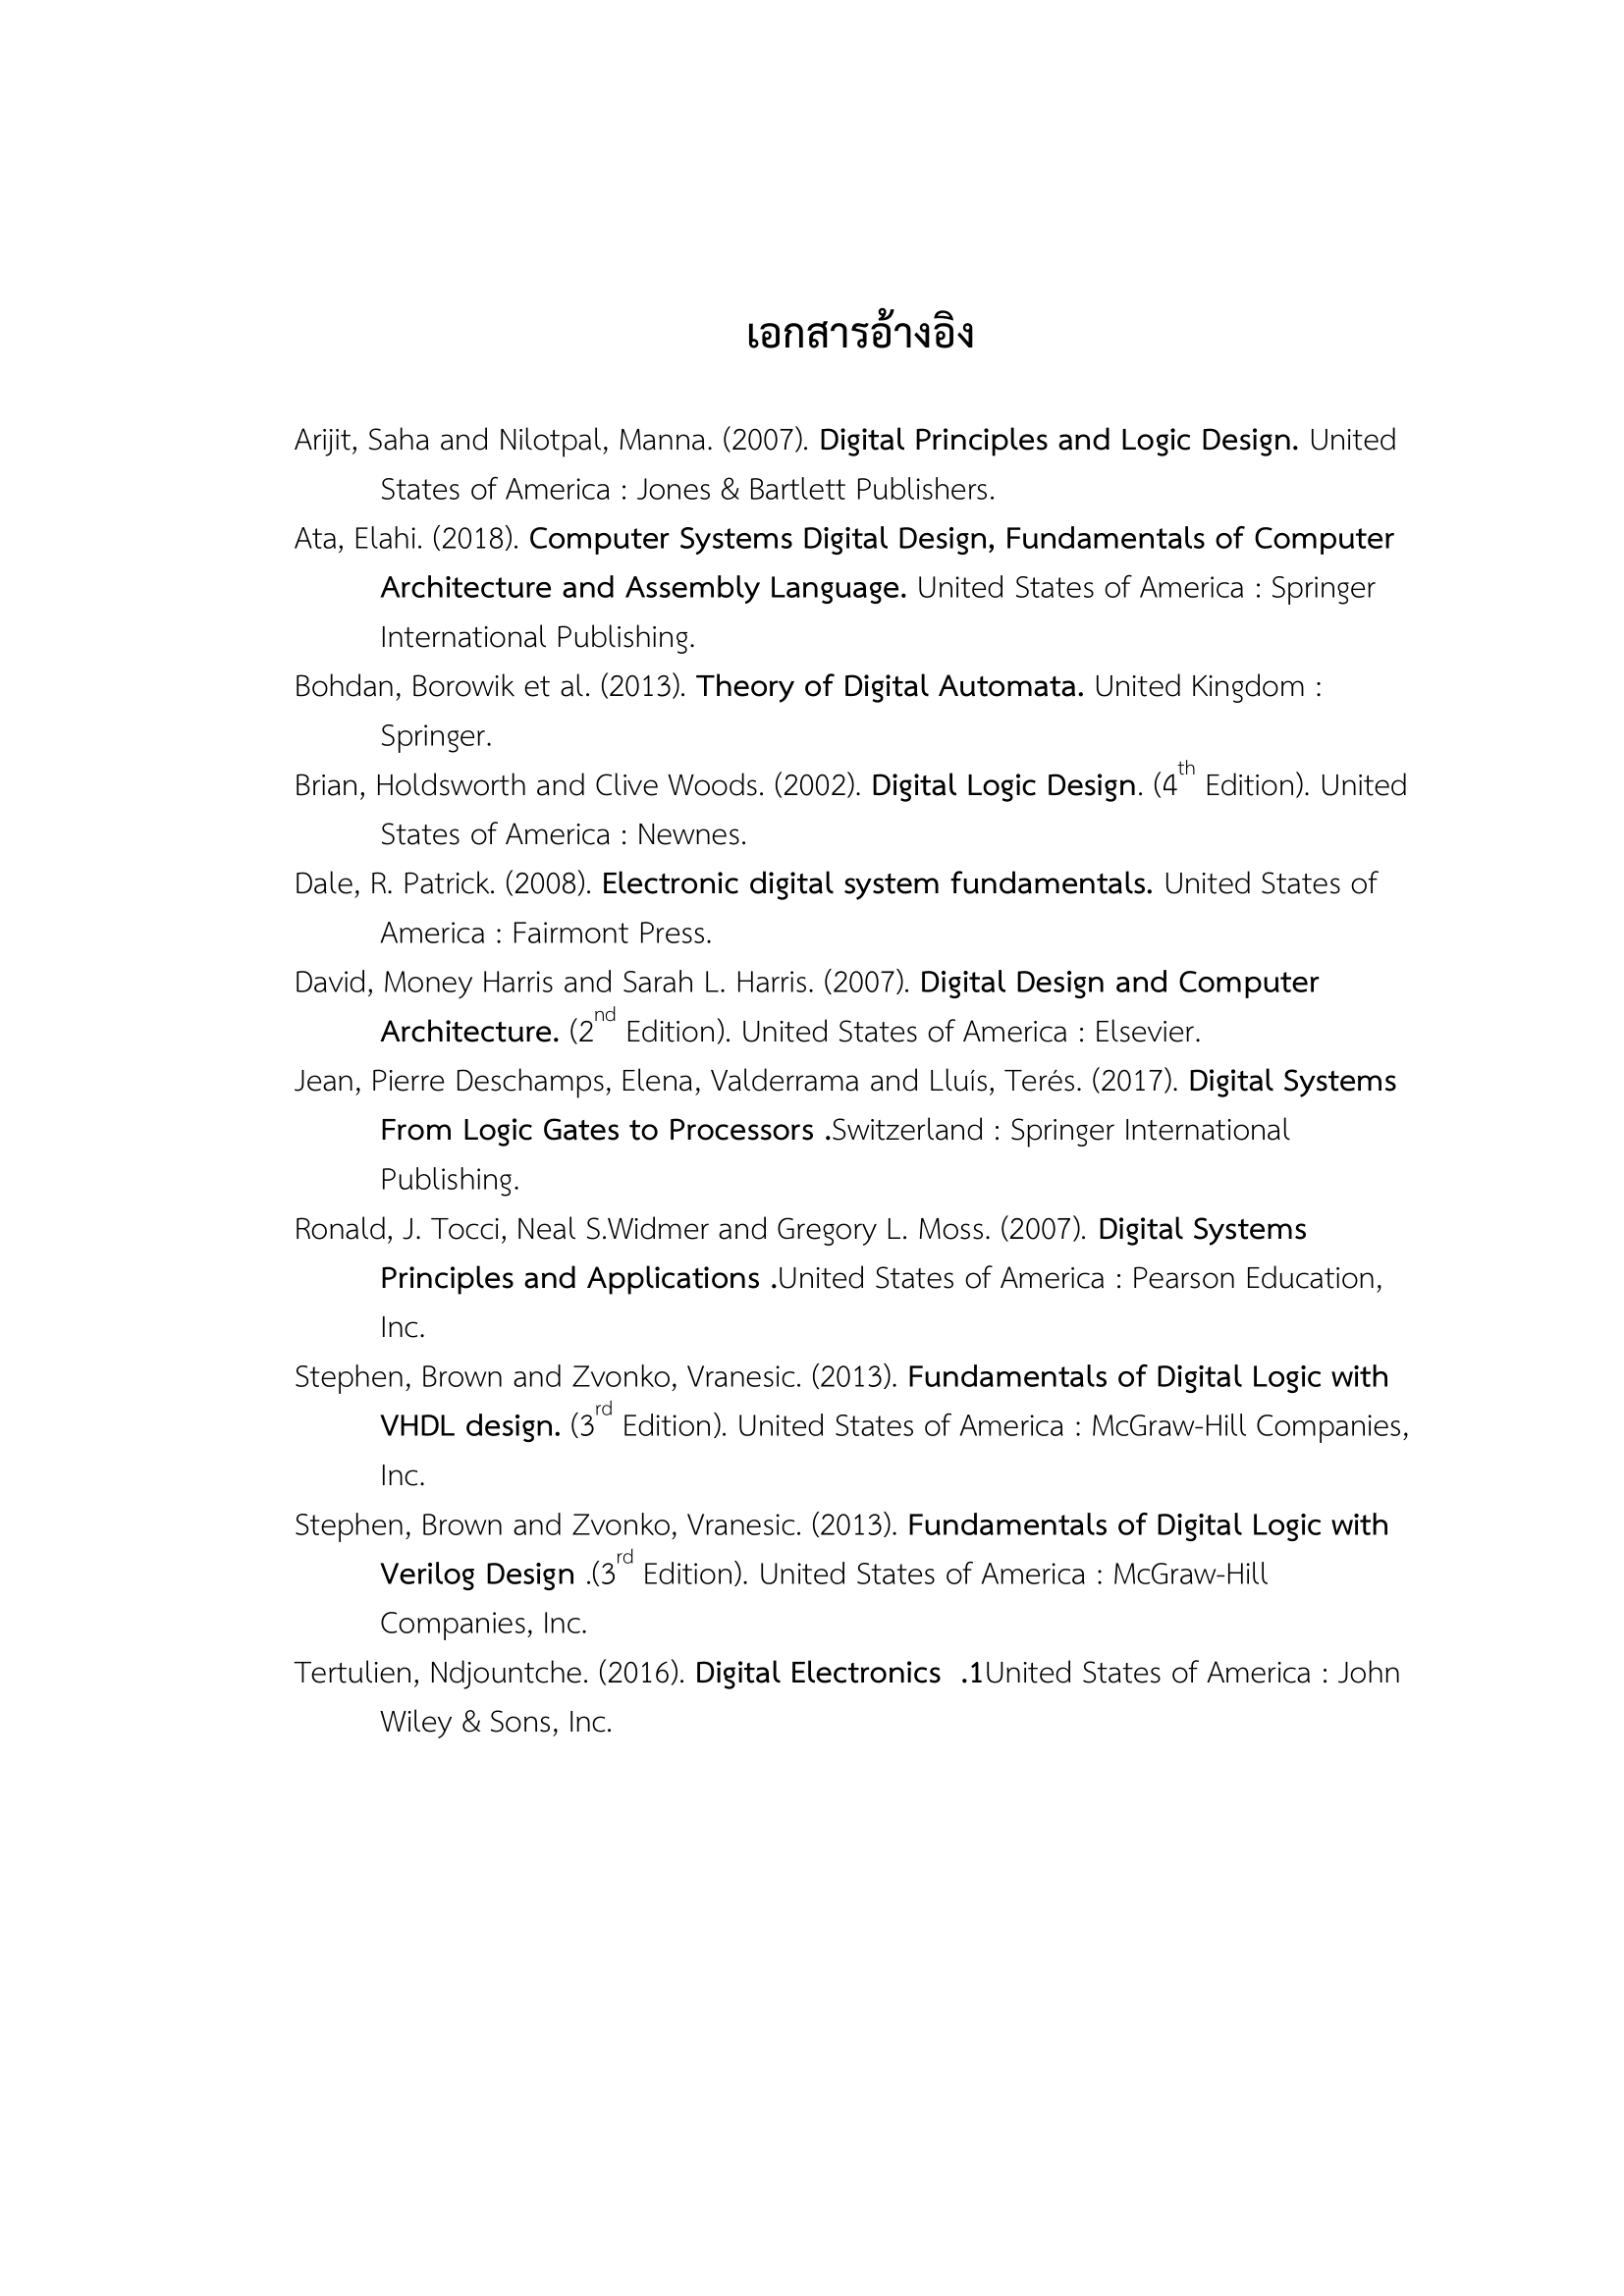 เอกสารอ้างอิง
Arijit, Saha and Nilotpal, Manna. (2007). Digital Principles and Logic Design. United
States of America : Jones & Bartlett Publishers.
Ata, Elahi. (2018). Computer Systems Digital Design, Fundamentals of Computer
Architecture and Assembly Language. United States of America : Springer
International Publishing.
Bohdan, Borowik et al. (2013). Theory of Digital Automata. United Kingdom :
Springer.
Brian, Holdsworth and Clive Woods. (2002). Digital Logic Design. (4th Edition). United
States of America : Newnes.
Dale, R. Patrick. (2008). Electronic digital system fundamentals. United States of
America : Fairmont Press.
David, Money Harris and Sarah L. Harris. (2007). Digital Design and Computer
Architecture. (2nd Edition). United States of America : Elsevier.
Jean, Pierre Deschamps, Elena, Valderrama and Lluís, Terés. (2017). Digital Systems
From Logic Gates to Processors .Switzerland : Springer International
Publishing.
Ronald, J. Tocci, Neal S.Widmer and Gregory L. Moss. (2007). Digital Systems
Principles and Applications .United States of America : Pearson Education,
Inc.
Stephen, Brown and Zvonko, Vranesic. (2013). Fundamentals of Digital Logic with
VHDL design. (3rd Edition). United States of America : McGraw-Hill Companies,
Inc.
Stephen, Brown and Zvonko, Vranesic. (2013). Fundamentals of Digital Logic with
Verilog Design .(3rd Edition). United States of America : McGraw-Hill
Companies, Inc.
Tertulien, Ndjountche. (2016). Digital Electronics  .1United States of America : John
Wiley & Sons, Inc.